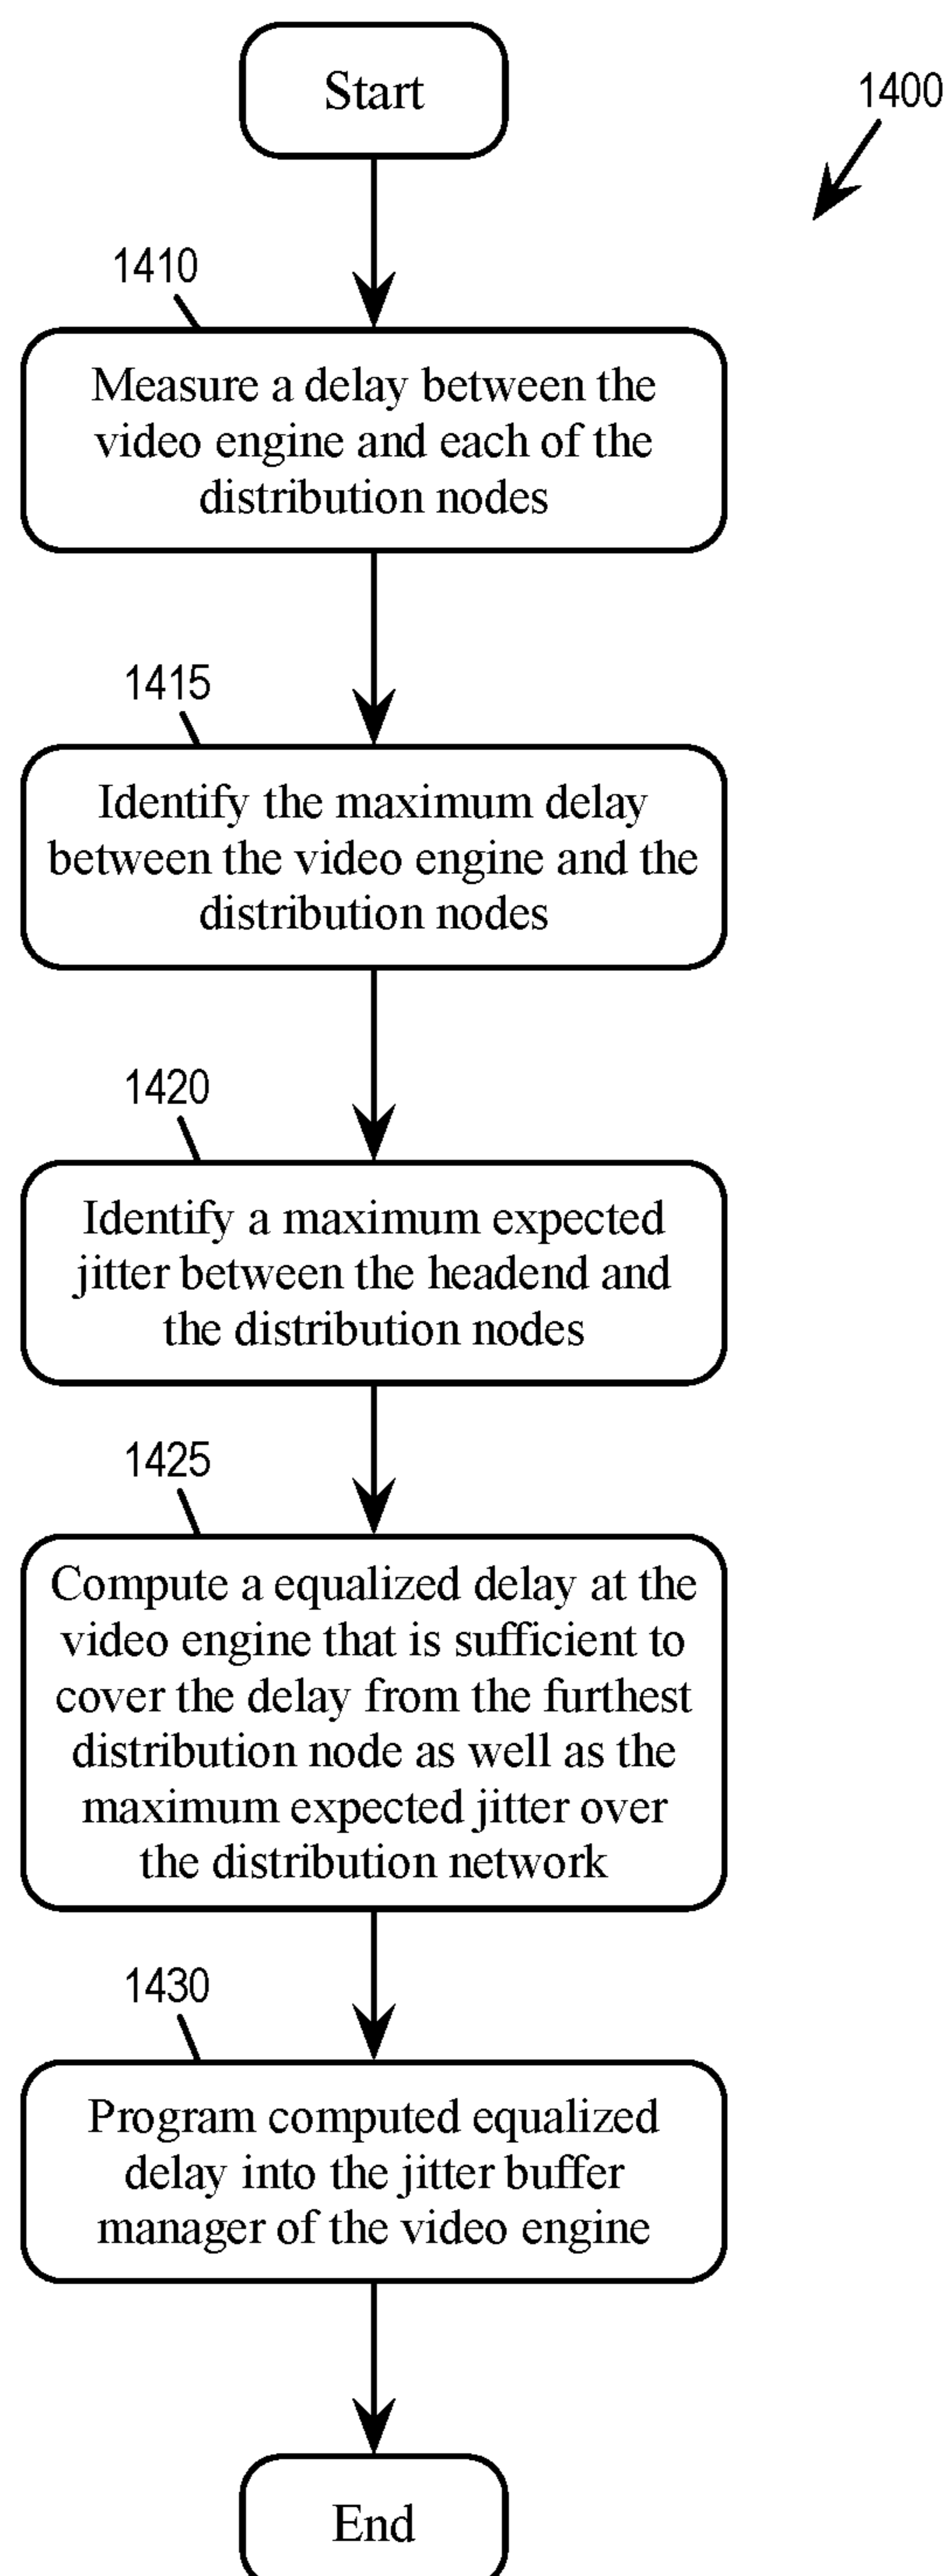 Start
1400
1410
Measure a delay between the
video engine and each of the
distribution nodes
1415
Identify the maximum delay
between the video engine and the
distribution nodes
1420
Identify a maximum expected
jitter between the headend and
the distribution nodes
1425
Compute a equalized delay at the
video engine that is sufficient to
cover the delay from the furthest
distribution node as well as the
maximum expected jitter over
the distribution network
1430
Program computed equalized
delay into the jitter buffer
manager of the video engine
End